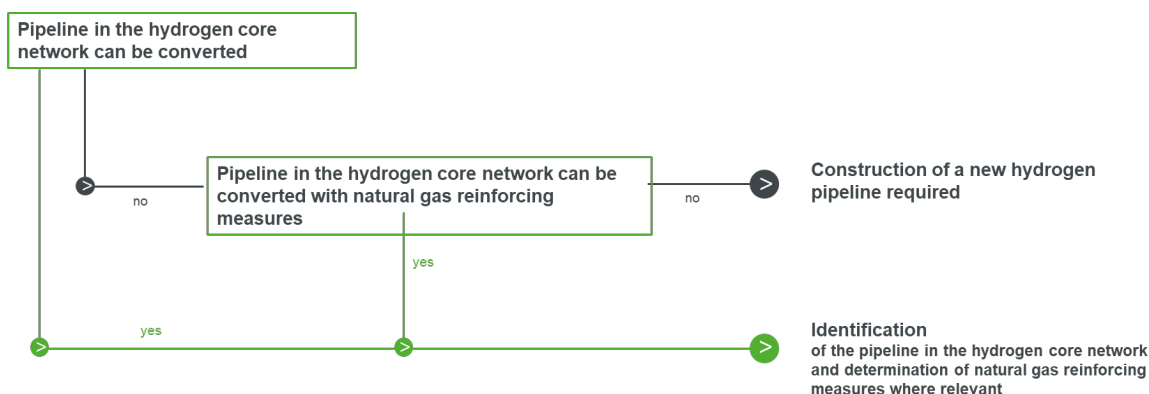 Pipeline in the hydrogen core
network can be converted
Pipeline in the hydrogen core network can be
converted with natural gas reinforcing
measures
Construction of a new hydrogen
pipeline required
no
no
yes
yes
Identification
of the pipeline in the hydrogen core network
and determination of natural gas reinforcing
measures where relevant